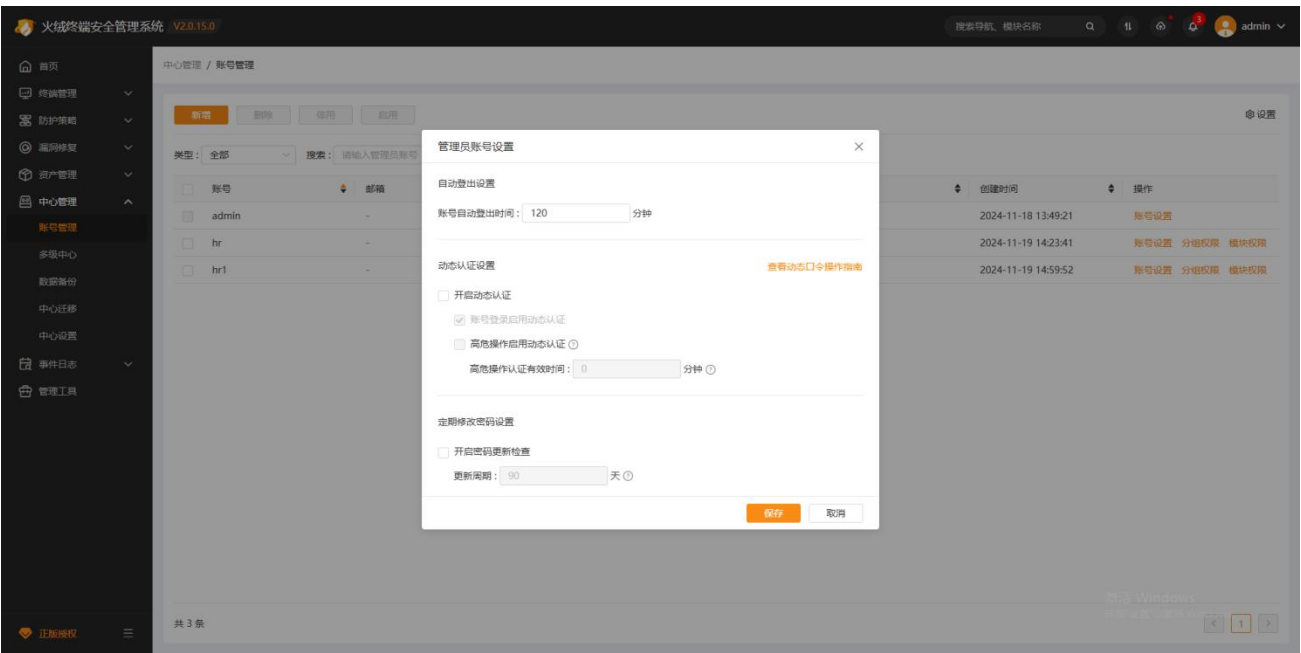 火绒终端安全管理系统 V2.0.15.0 搜索导航、模块名称 3 admin
首页 中心管理 / 账号管理
终端管理
防护策略 新增 删除 停用 启用 设置
漏洞修复 类型: 全部 搜索: 请输入管理员账号
资产管理 账号 邮箱 创建时间 操作
中心管理 admin - 2024-11-18 13:49:21 账号设置
账号管理 hr - 2024-11-19 14:23:41 账号设置 分组权限 模块权限
多级中心 hr1 - 2024-11-19 14:59:52 账号设置 分组权限 模块权限
数据备份
中心迁移
中心设置
事件日志
管理工具
管理员账号设置
自动登出设置
账号自动登出时间: 120 分钟
动态认证设置 查看动态口令操作指南
开启动态认证
账号登录启用动态认证
高危操作启用动态认证
高危操作认证有效时间: 0 分钟
定期修改密码设置
开启密码更新检查
更新周期: 90 天
保存 取消
激活 Windows
正版授权 共 3 条 1